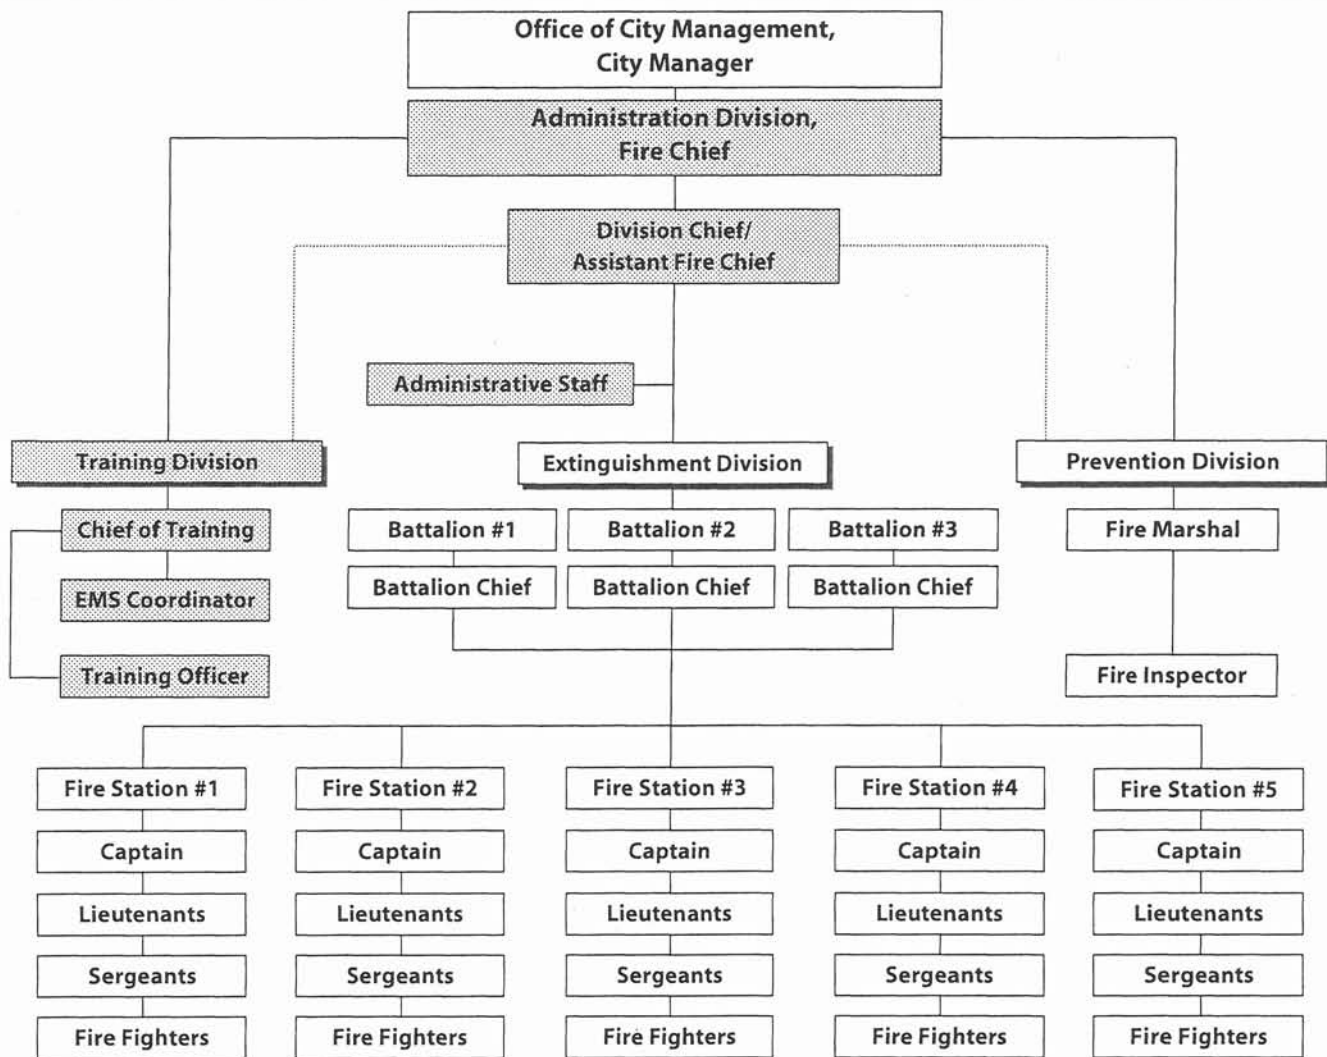 Office of City Management,
City Manager
Administration Division,
Fire Chief
Division Chief/
Assistant Fire Chief
Administrative Staff
Training Division
Extinguishment Division
Prevention Division
Chief of Training
Battalion #1
Battalion #2
Battalion #3
Fire Marshal
EMS Coordinator
Battalion Chief
Battalion Chief
Battalion Chief
Training Officer
Fire Inspector
Fire Station #1
Fire Station #2
Fire Station #3
Fire Station #4
Fire Station #5
Captain
Captain
Captain
Captain
Captain
Lieutenants
Lieutenants
Lieutenants
Lieutenants
Lieutenants
Sergeants
Sergeants
Sergeants
Sergeants
Sergeants
Fire Fighters
Fire Fighters
Fire Fighters
Fire Fighters
Fire Fighters